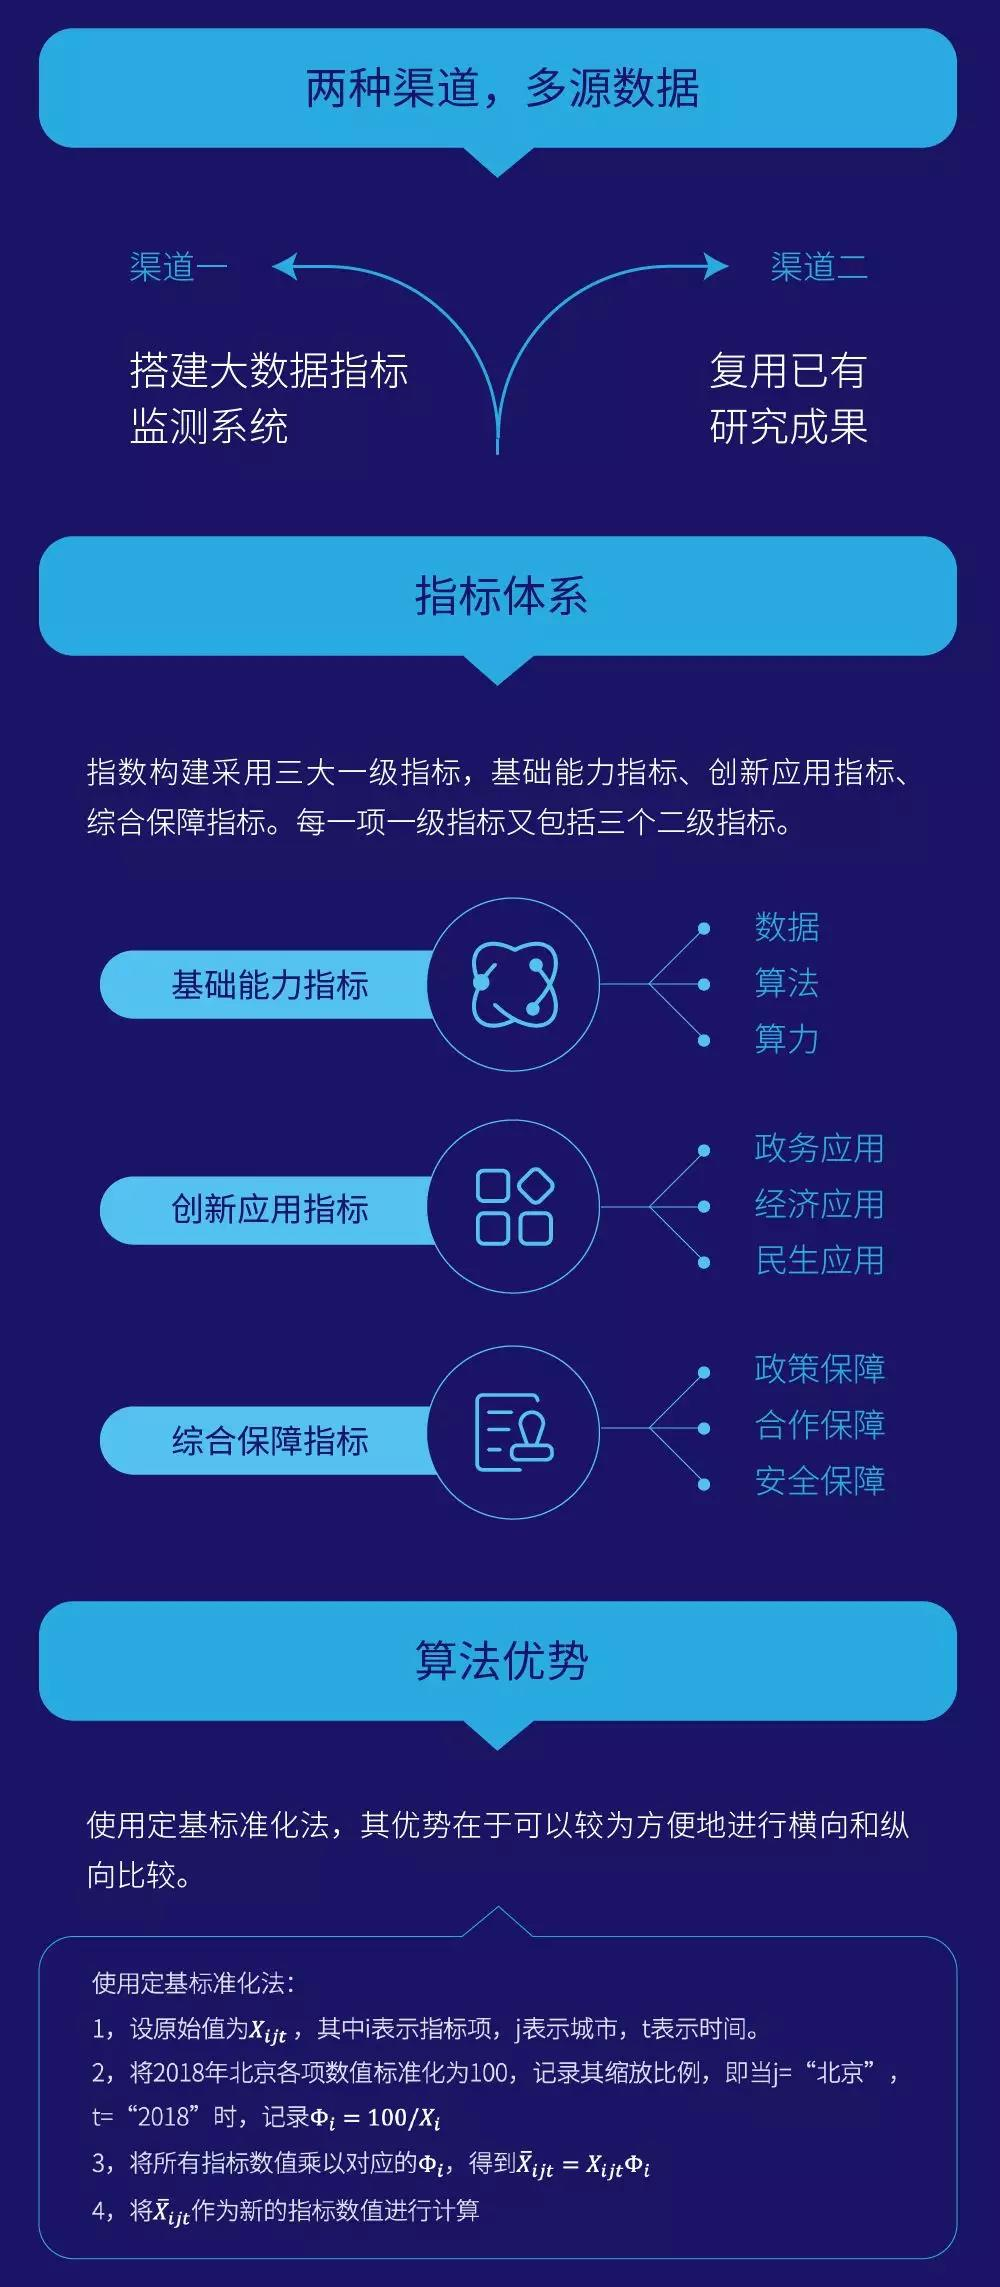 两种渠道，多源数据
渠道一
渠道二
搭建大数据指标
监测系统
复用已有
研究成果
指标体系
指数构建采用三大一级指标，基础能力指标、创新应用指标、
综合保障指标。每一项一级指标又包括三个二级指标。
基础能力指标
数据
算法
算力
创新应用指标
政务应用
经济应用
民生应用
综合保障指标
政策保障
合作保障
安全保障
算法优势
使用定基标准化法，其优势在于可以较为方便地进行横向和纵
向比较。
使用定基标准化法：
1，设原始值为Xijt，其中i表示指标项，j表示城市，t表示时间。
2，将2018年北京各项数值标准化为100，记录其缩放比例，即当j=“北京”，
t=“2018”时，记录Φi = 100/Xi
3，将所有指标数值乘以对应的Φi，得到X̄ijt = XijtΦi
4，将X̄ijt作为新的指标数值进行计算